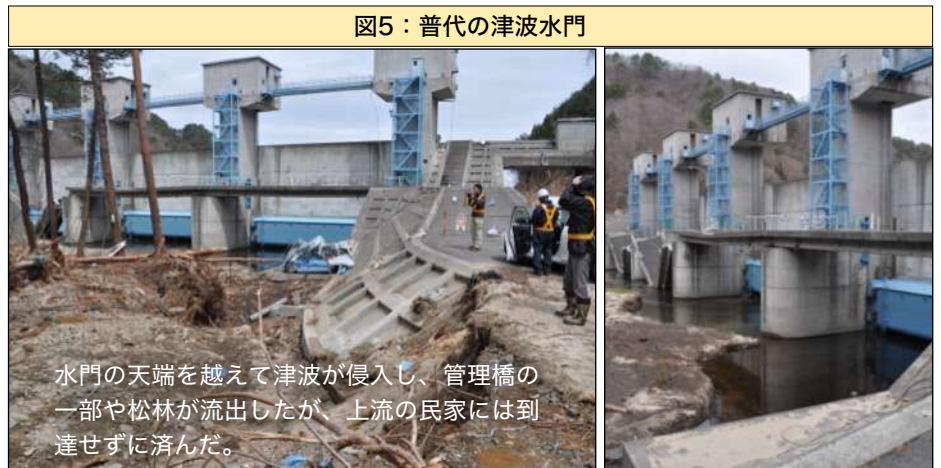 図5：普代の津波水門
水門の天端を越えて津波が侵入し、管理橋の
一部や松林が流出したが、上流の民家には到
達せずに済んだ。